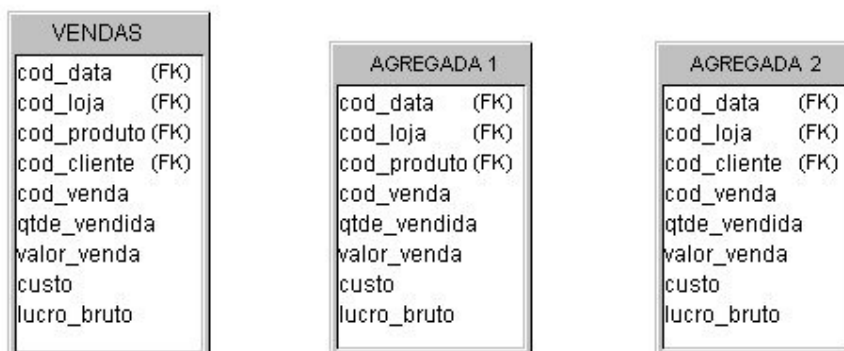 VENDAS
cod_data (FK)
cod_loja (FK)
cod_produto (FK)
cod_cliente (FK)
cod_venda
qtde_vendida
valor_venda
custo
lucro_bruto
AGREGADA 1
cod_data (FK)
cod_loja (FK)
cod_produto (FK)
cod_venda
qtde_vendida
valor_venda
custo
lucro_bruto
AGREGADA 2
cod_data (FK)
cod_loja (FK)
cod_cliente (FK)
cod_venda
qtde_vendida
valor_venda
custo
lucro_bruto